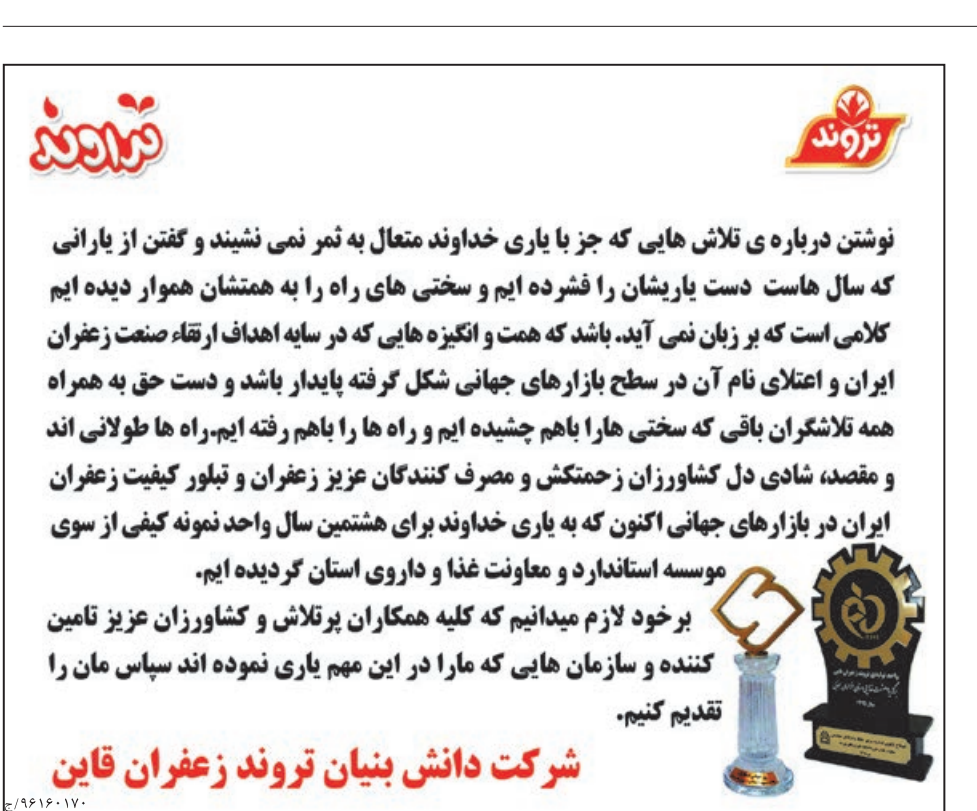 تروند
تراوند
نوشتن درباره ی تلاش هایی که جز با یاری خداوند متعال به ثمر نمی نشیند و گفتن از یارانی
که سال هاست دست یاریشان را فشرده ایم و سختی های راه را به همتشان هموار دیده ایم
کلامی است که بر زبان نمی آید. باشد که همت و انگیزه هایی که در سایه اهداف ارتقاء صنعت زعفران
ایران و اعتلای نام آن در سطح بازارهای جهانی شکل گرفته پایدار باشد و دست حق به همراه
همه تلاشگران باقی که سختی هارا باهم چشیده ایم و راه ها را باهم رفته ایم.راه ها طولانی اند
و مقصد، شادی دل کشاورزان زحمتکش و مصرف کنندگان عزیز زعفران و تبلور کیفیت زعفران
ایران در بازارهای جهانی اکنون که به یاری خداوند برای هشتمین سال واحد نمونه کیفی از سوی
موسسه استاندارد و معاونت غذا و داروی استان گردیده ایم.
برخود لازم میدانیم که کلیه همکاران پرتلاش و کشاورزان عزیز تامین
کننده و سازمان هایی که مارا در این مهم یاری نموده اند سپاس مان را
تقدیم کنیم.
شرکت دانش بنیان تروند زعفران قاین
۹۶۱۶۰۱۷۰/ج